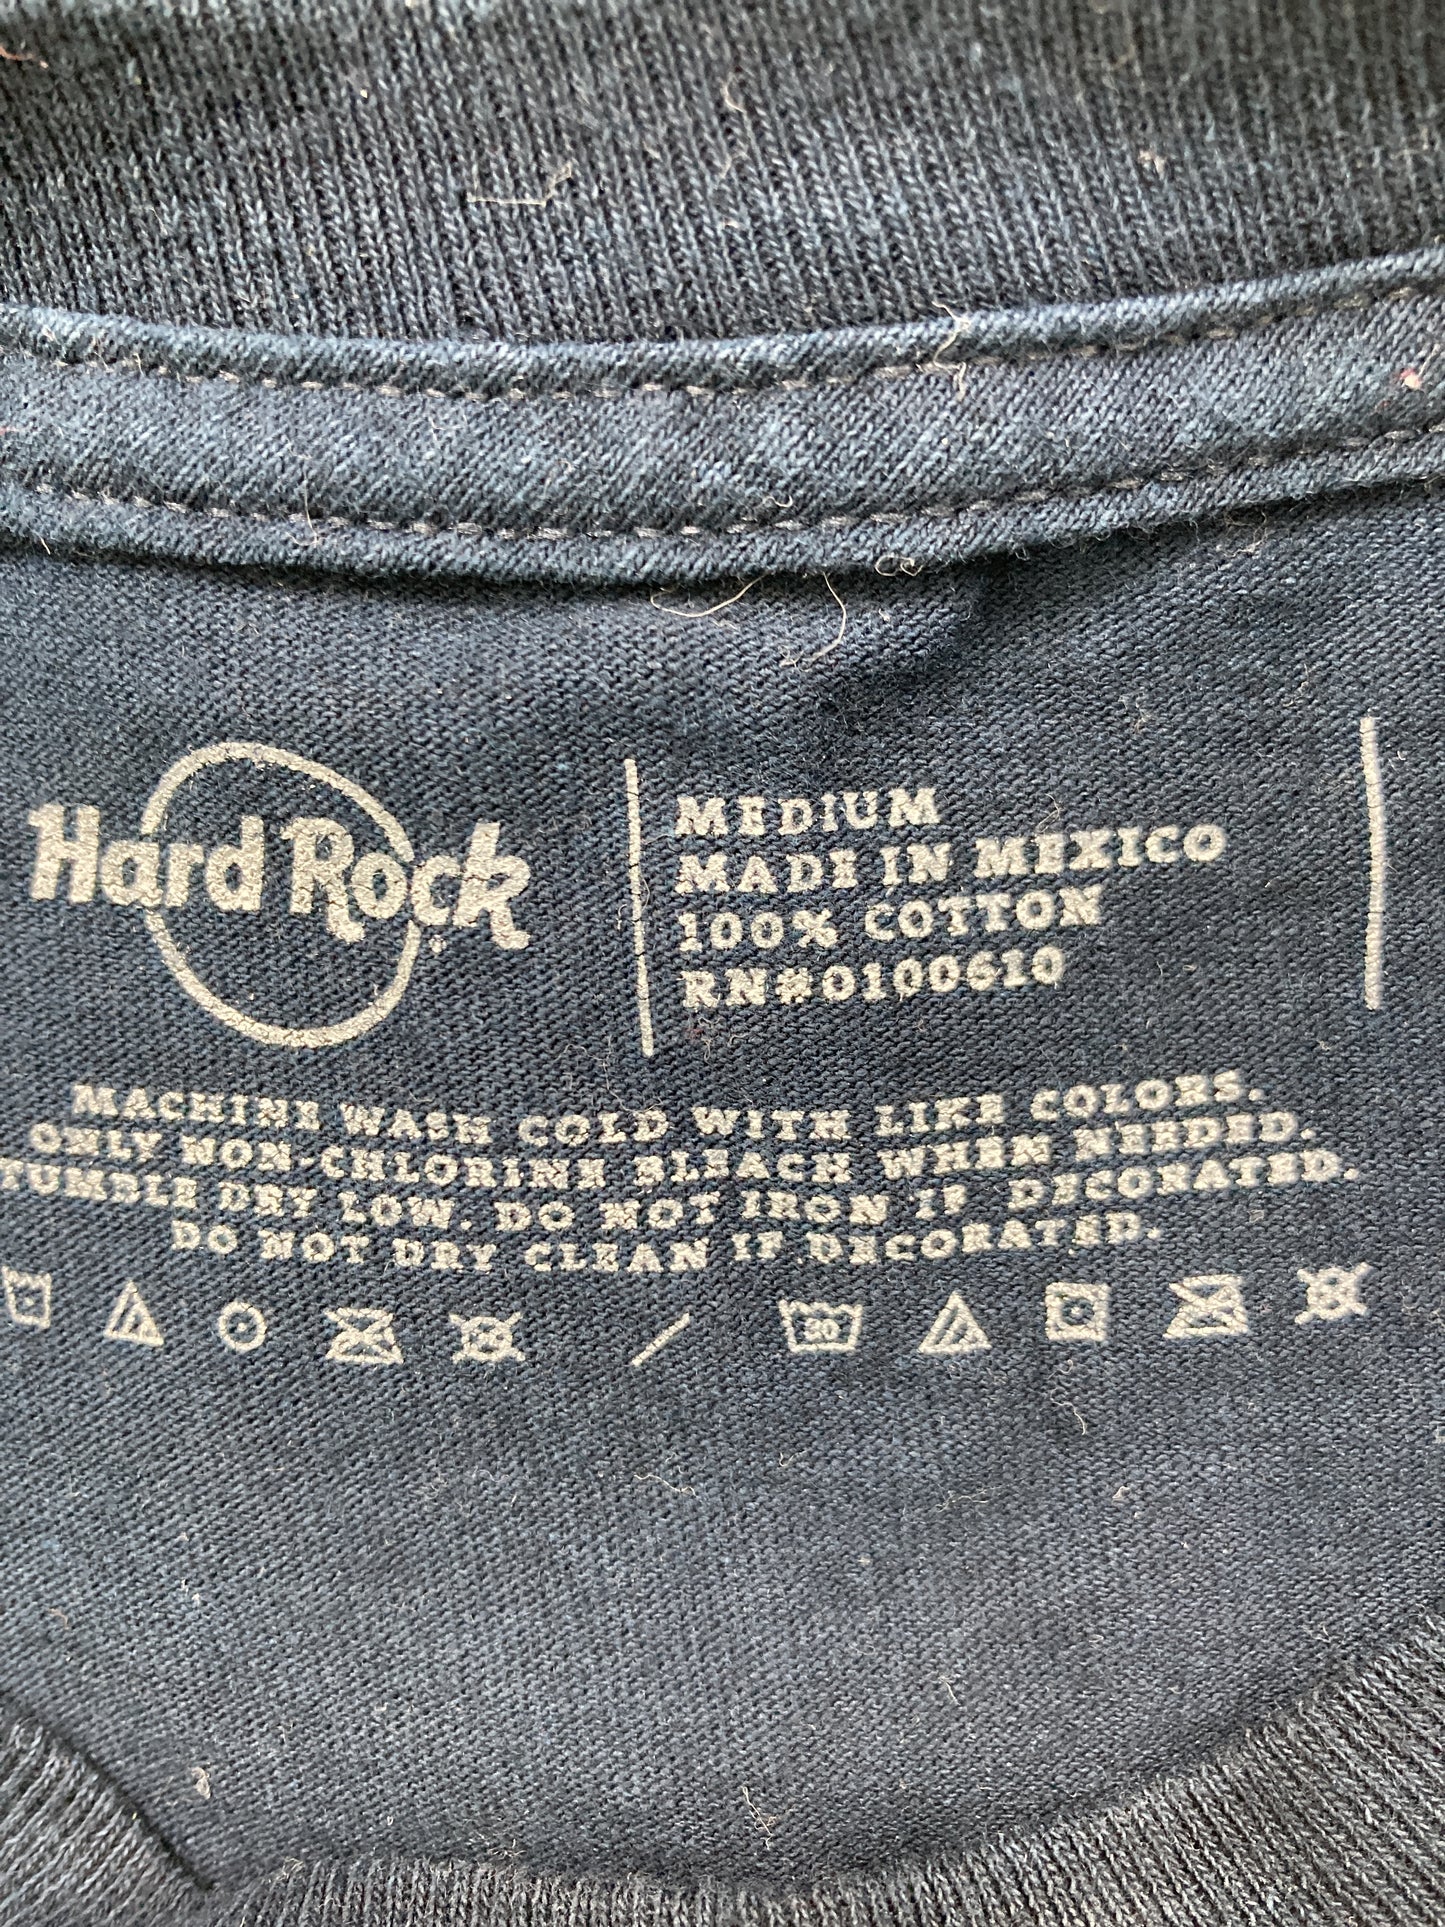 Hard Rock
MEDIUM
MADE IN MEXICO
100% COTTON
RN#0100610
MACHINE WASH COLD WITH LIKE COLORS.
ONLY NON-CHLORINE BLEACH WHEN NEEDED.
TUMBLE DRY LOW. DO NOT IRON IF DECORATED.
DO NOT DRY CLEAN IF DECORATED.
30